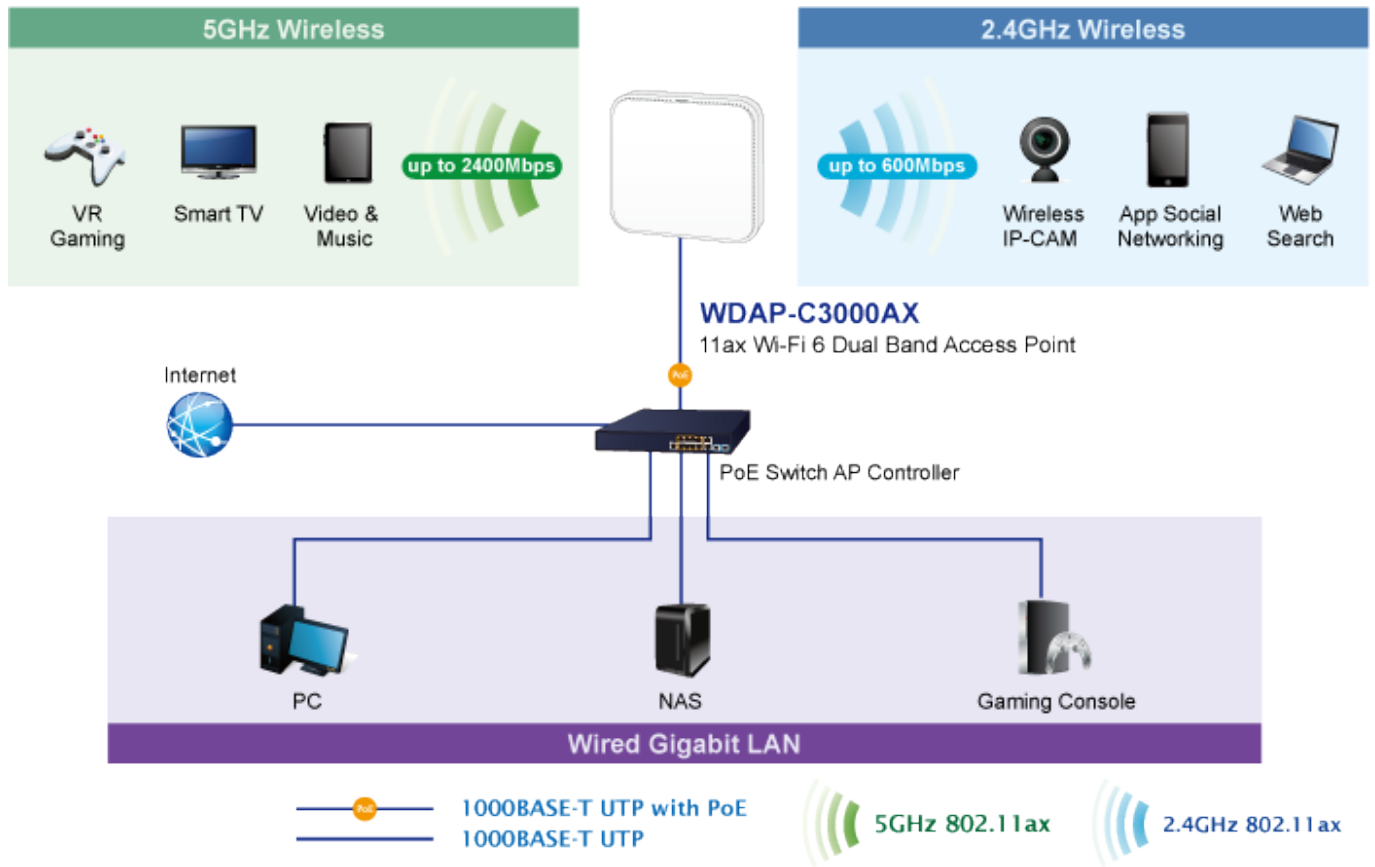 5GHz Wireless
2.4GHz Wireless
up to 2400Mbps
up to 600Mbps
VR
Gaming
Smart TV
Video &
Music
Wireless
IP-CAM
App Social
Networking
Web
Search
WDAP-C3000AX
11ax Wi-Fi 6 Dual Band Access Point
Internet
PoE
PoE Switch AP Controller
PC
NAS
Gaming Console
Wired Gigabit LAN
PoE
1000BASE-T UTP with PoE
1000BASE-T UTP
5GHz 802.11ax
2.4GHz 802.11ax